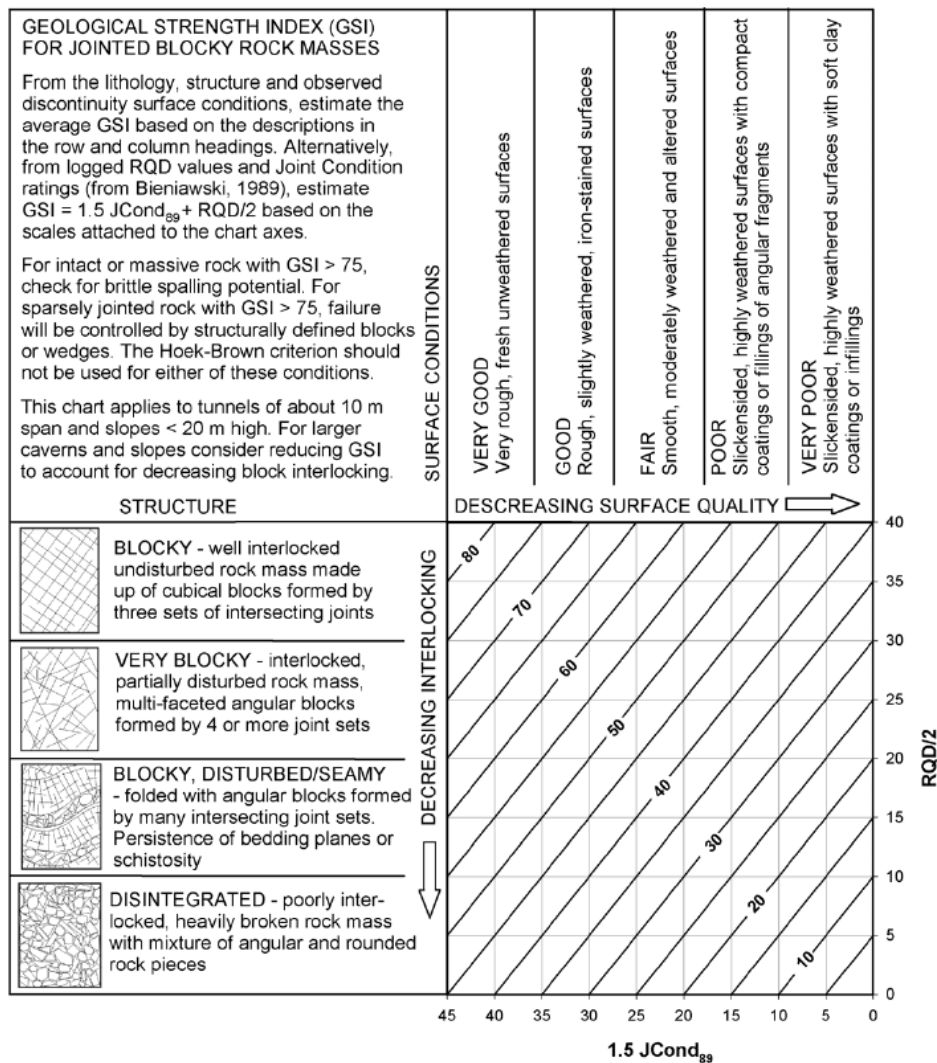 GEOLOGICAL STRENGTH INDEX (GSI)
FOR JOINTED BLOCKY ROCK MASSES
From the lithology, structure and observed
discontinuity surface conditions, estimate the
average GSI based on the descriptions in
the row and column headings. Alternatively,
from logged RQD values and Joint Condition
ratings (from Bieniawski, 1989), estimate
GSI = 1.5 JCond₈₉ + RQD/2 based on the
scales attached to the chart axes.
For intact or massive rock with GSI > 75,
check for brittle spalling potential. For
sparsely jointed rock with GSI > 75, failure
will be controlled by structurally defined blocks
or wedges. The Hoek-Brown criterion should
not be used for either of these conditions.
This chart applies to tunnels of about 10 m
span and slopes < 20 m high. For larger
caverns and slopes consider reducing GSI
to account for decreasing block interlocking.
SURFACE CONDITIONS
VERY GOOD
Very rough, fresh unweathered surfaces
GOOD
Rough, slightly weathered, iron-stained surfaces
FAIR
Smooth, moderately weathered and altered surfaces
POOR
Slickensided, highly weathered surfaces with compact
coatings or fillings of angular fragments
VERY POOR
Slickensided, highly weathered surfaces with soft clay
coatings or infillings
STRUCTURE
DESCREASING SURFACE QUALITY
BLOCKY - well interlocked
undisturbed rock mass made
up of cubical blocks formed by
three sets of intersecting joints
VERY BLOCKY - interlocked,
partially disturbed rock mass,
multi-faceted angular blocks
formed by 4 or more joint sets
BLOCKY, DISTURBED/SEAMY
- folded with angular blocks formed
by many intersecting joint sets.
Persistence of bedding planes or
schistosity
DISINTEGRATED - poorly inter-
locked, heavily broken rock mass
with mixture of angular and rounded
rock pieces
DECREASING INTERLOCKING
80
70
60
50
40
30
20
10
40
35
30
25
20
15
10
5
0
RQD/2
45 40 35 30 25 20 15 10 5 0
1.5 JCond₈₉